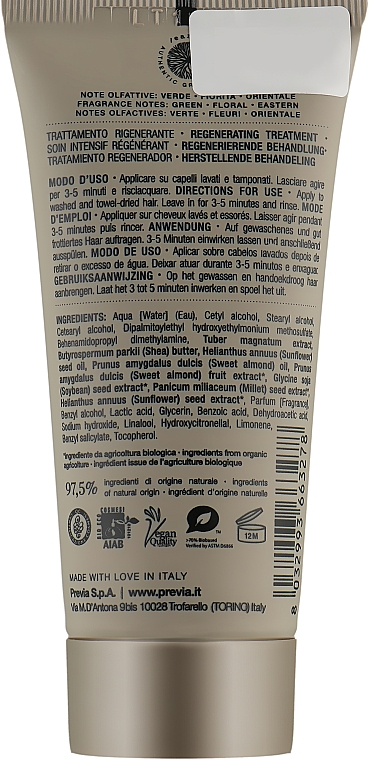 AUTHENTIC
NOTE OLFATTIVE: VERDE • FIORITA • ORIENTALE
FRAGRANCE NOTES: GREEN • FLORAL • EASTERN
NOTES OLFACTIVES: VERTE • FLEURI • ORIENTALE
TRATTAMENTO RIGENERANTE • REGENERATING TREATMENT •
SOIN INTENSIF RÉGÉNÉRANT • REGENERIERENDE BEHANDLUNG •
TRATAMIENTO REGENERADOR • HERSTELLENDE BEHANDELING
MODO D'USO • Applicare su capelli lavati e tamponati. Lasciare agire
per 3-5 minuti e risciacquare. DIRECTIONS FOR USE • Apply to
washed and towel-dried hair. Leave in for 3-5 minutes and rinse. MODE
D'EMPLOI • Appliquer sur cheveux lavés et essorés. Laisser agir pendant
3-5 minutes puis rincer. ANWENDUNG • Auf gewaschenes und gut
frottiertes Haar auftragen. 3-5 Minuten einwirken lassen und anschließend
ausspülen. MODO DE USO • Aplicar sobre cabelos lavados depois de
retirar o excesso de água. Deixar atuar durante 3-5 minutos e enxaguar.
GEBRUIKSAANWIJZING • Op het gewassen en handoekdroog haar
aanbrengen. Laat het 3 tot 5 minuten inwerken en spoel het uit.
INGREDIENTS: Aqua [Water] (Eau), Cetyl alcohol, Stearyl alcohol,
Cetearyl alcohol, Dipalmitoylethyl hydroxyethylmonium methosulfate,
Behenamidopropyl dimethylamine, Tuber magnatum extract,
Butyrospermum parkii (Shea) butter, Helianthus annuus (Sunflower)
seed oil, Prunus amygdalus dulcis (Sweet almond) oil, Prunus
amygdalus dulcis (Sweet almond) fruit extract*, Glycine soja
(Soybean) seed extract*, Panicum miliaceum (Millet) seed extract*,
Helianthus annuus (Sunflower) seed extract*, Parfum (Fragrance),
Benzyl alcohol, Lactic acid, Glycerin, Benzoic acid, Dehydroacetic acid,
Sodium hydroxide, Linalool, Hydroxycitronellal, Limonene,
Benzyl salicylate, Tocopherol.
*ingrediente da agricoltura biologica • ingredients from organic
agricolture • ingrédient issue de l'agriculture biologique
97,5% ingredienti di origine naturale • ingredients
of natural origin • ingrédients d'origine naturelle
BIO ECO COSMESI
AIAB
Vegan
Quality
>70% Biobased
Verified by ASTM D6866
12M
8 032993 663278
MADE WITH LOVE IN ITALY
Previa S.p.A. | www.previa.it
Via M.D'Antona 9bis 10028 Trofarello (TORINO) Italy